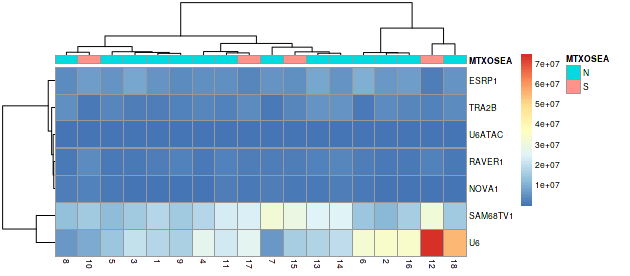 MTXOSEA
ESRP1
TRA2B
U6ATAC
RAVER1
NOVA1
SAM68TV1
U6
8 10 5 3 1 9 4 11 17 7 15 13 14 6 2 16 12 18
7e+07
6e+07
5e+07
4e+07
3e+07
2e+07
1e+07
MTXOSEA
N
S